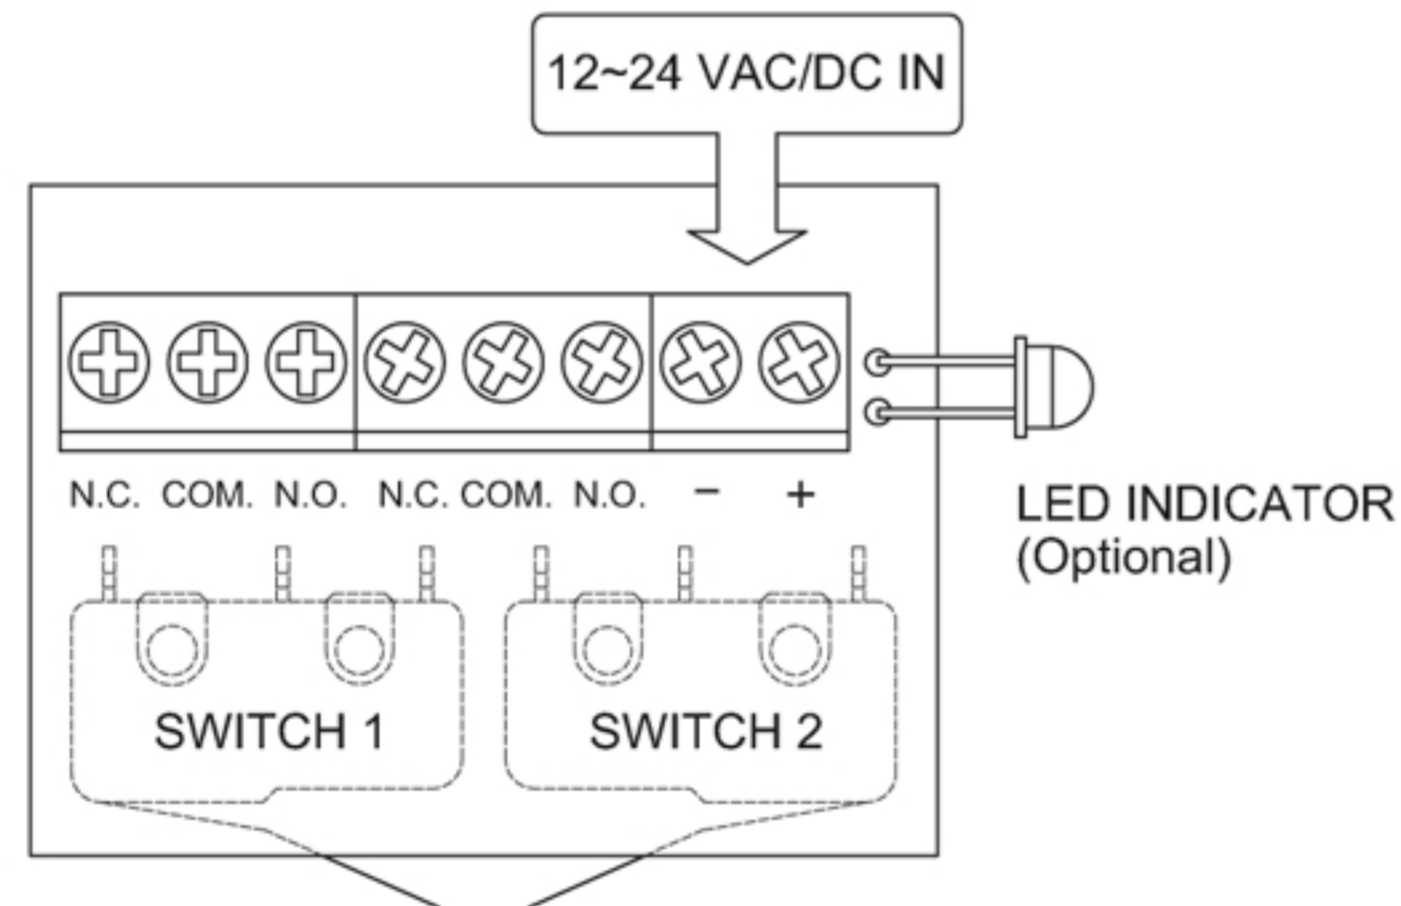 12~24 VAC/DC IN
N.C. COM. N.O. N.C. COM. N.O. − +
LED INDICATOR
(Optional)
SWITCH 1 SWITCH 2